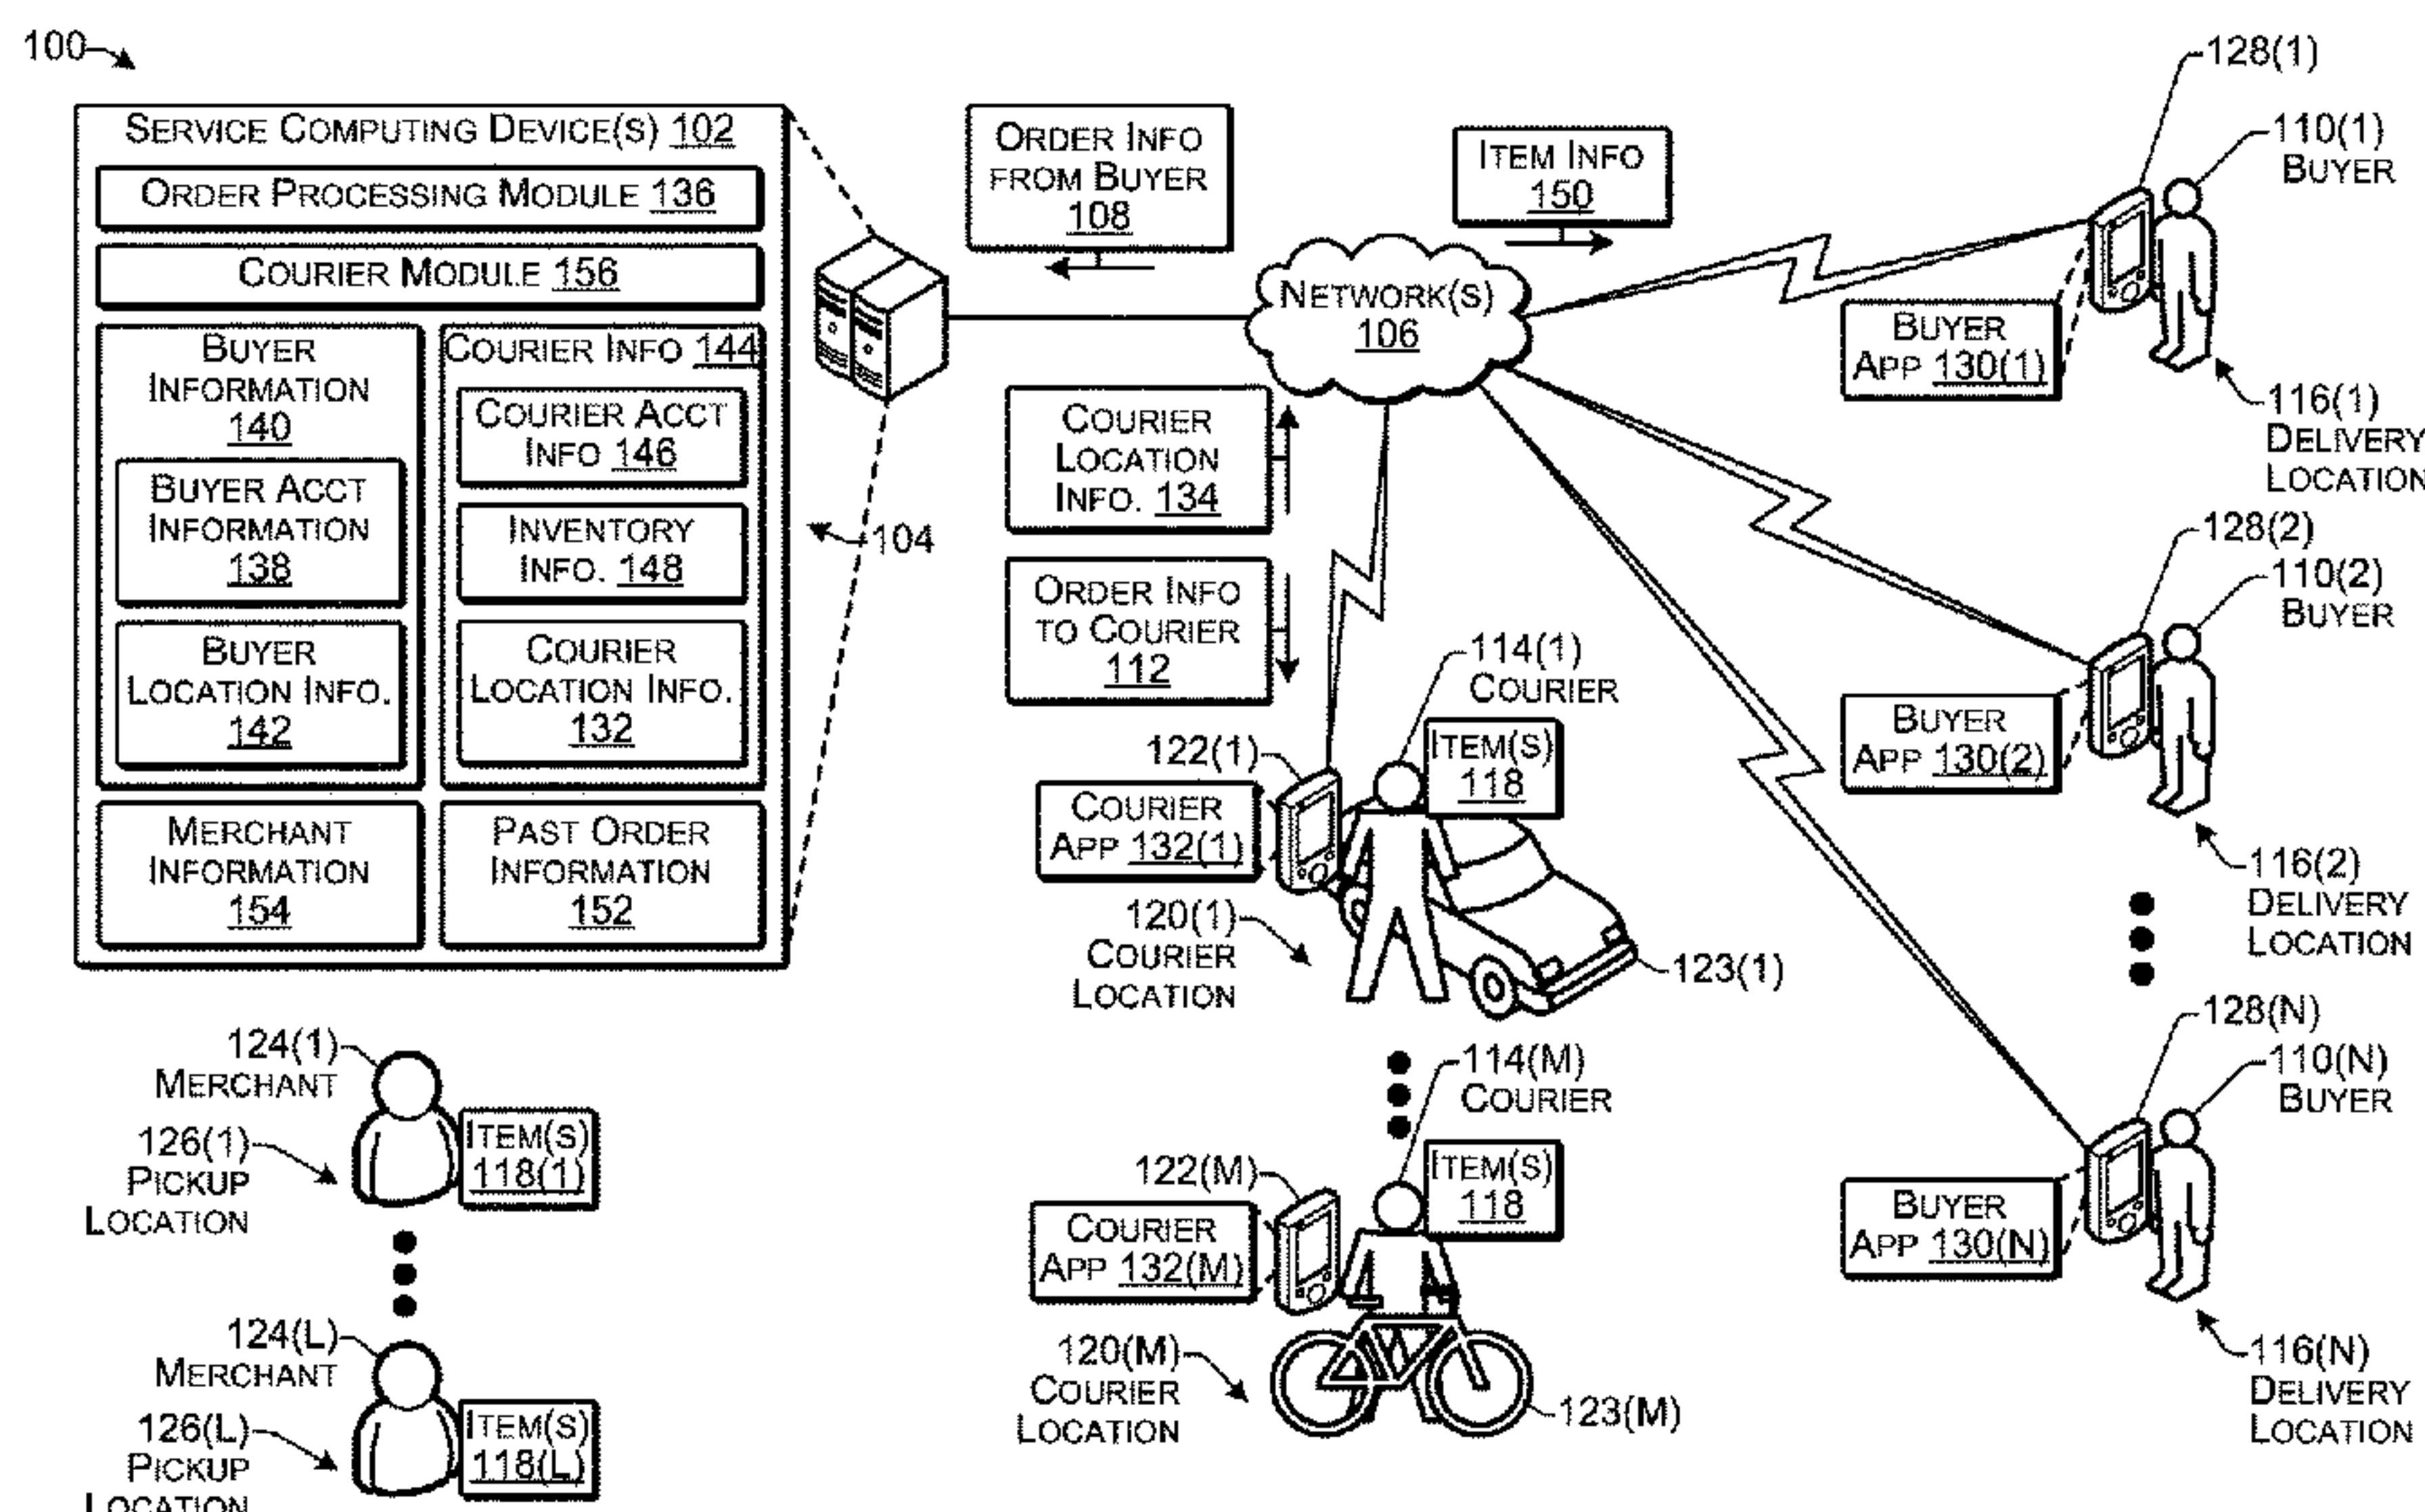 100
SERVICE COMPUTING DEVICE(S) 102
ORDER PROCESSING MODULE 136
COURIER MODULE 156
BUYER
INFORMATION
140
BUYER ACCT
INFORMATION
138
BUYER
LOCATION INFO.
142
COURIER INFO 144
COURIER ACCT
INFO 146
INVENTORY
INFO. 148
COURIER
LOCATION INFO.
132
MERCHANT
INFORMATION
154
PAST ORDER
INFORMATION
152
104
ORDER INFO
FROM BUYER
108
ITEM INFO
150
NETWORK(S)
106
COURIER
LOCATION
INFO. 134
ORDER INFO
TO COURIER
112
114(1)
COURIER
ITEM(S)
118
122(1)
COURIER
APP 132(1)
120(1)
COURIER
LOCATION
123(1)
114(M)
COURIER
ITEM(S)
118
122(M)
COURIER
APP 132(M)
120(M)
COURIER
LOCATION
123(M)
128(1)
110(1)
BUYER
BUYER
APP 130(1)
116(1)
DELIVERY
LOCATION
128(2)
110(2)
BUYER
BUYER
APP 130(2)
116(2)
DELIVERY
LOCATION
128(N)
110(N)
BUYER
BUYER
APP 130(N)
116(N)
DELIVERY
LOCATION
124(1)
MERCHANT
ITEM(S)
118(1)
126(1)
PICKUP
LOCATION
124(L)
MERCHANT
ITEM(S)
118(L)
126(L)
PICKUP
LOCATION